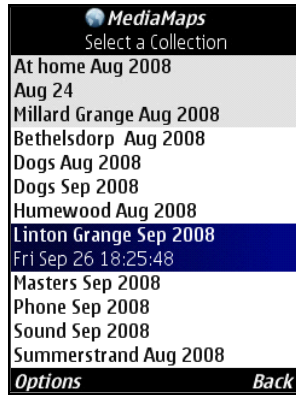 MediaMaps
Select a Collection
At home Aug 2008
Aug 24
Millard Grange Aug 2008
Bethelsdorp  Aug 2008
Dogs Aug 2008
Dogs Sep 2008
Humewood Aug 2008
Linton Grange Sep 2008
Fri Sep 26 18:25:48
Masters Sep 2008
Phone Sep 2008
Sound Sep 2008
Summerstrand Aug 2008
Options Back